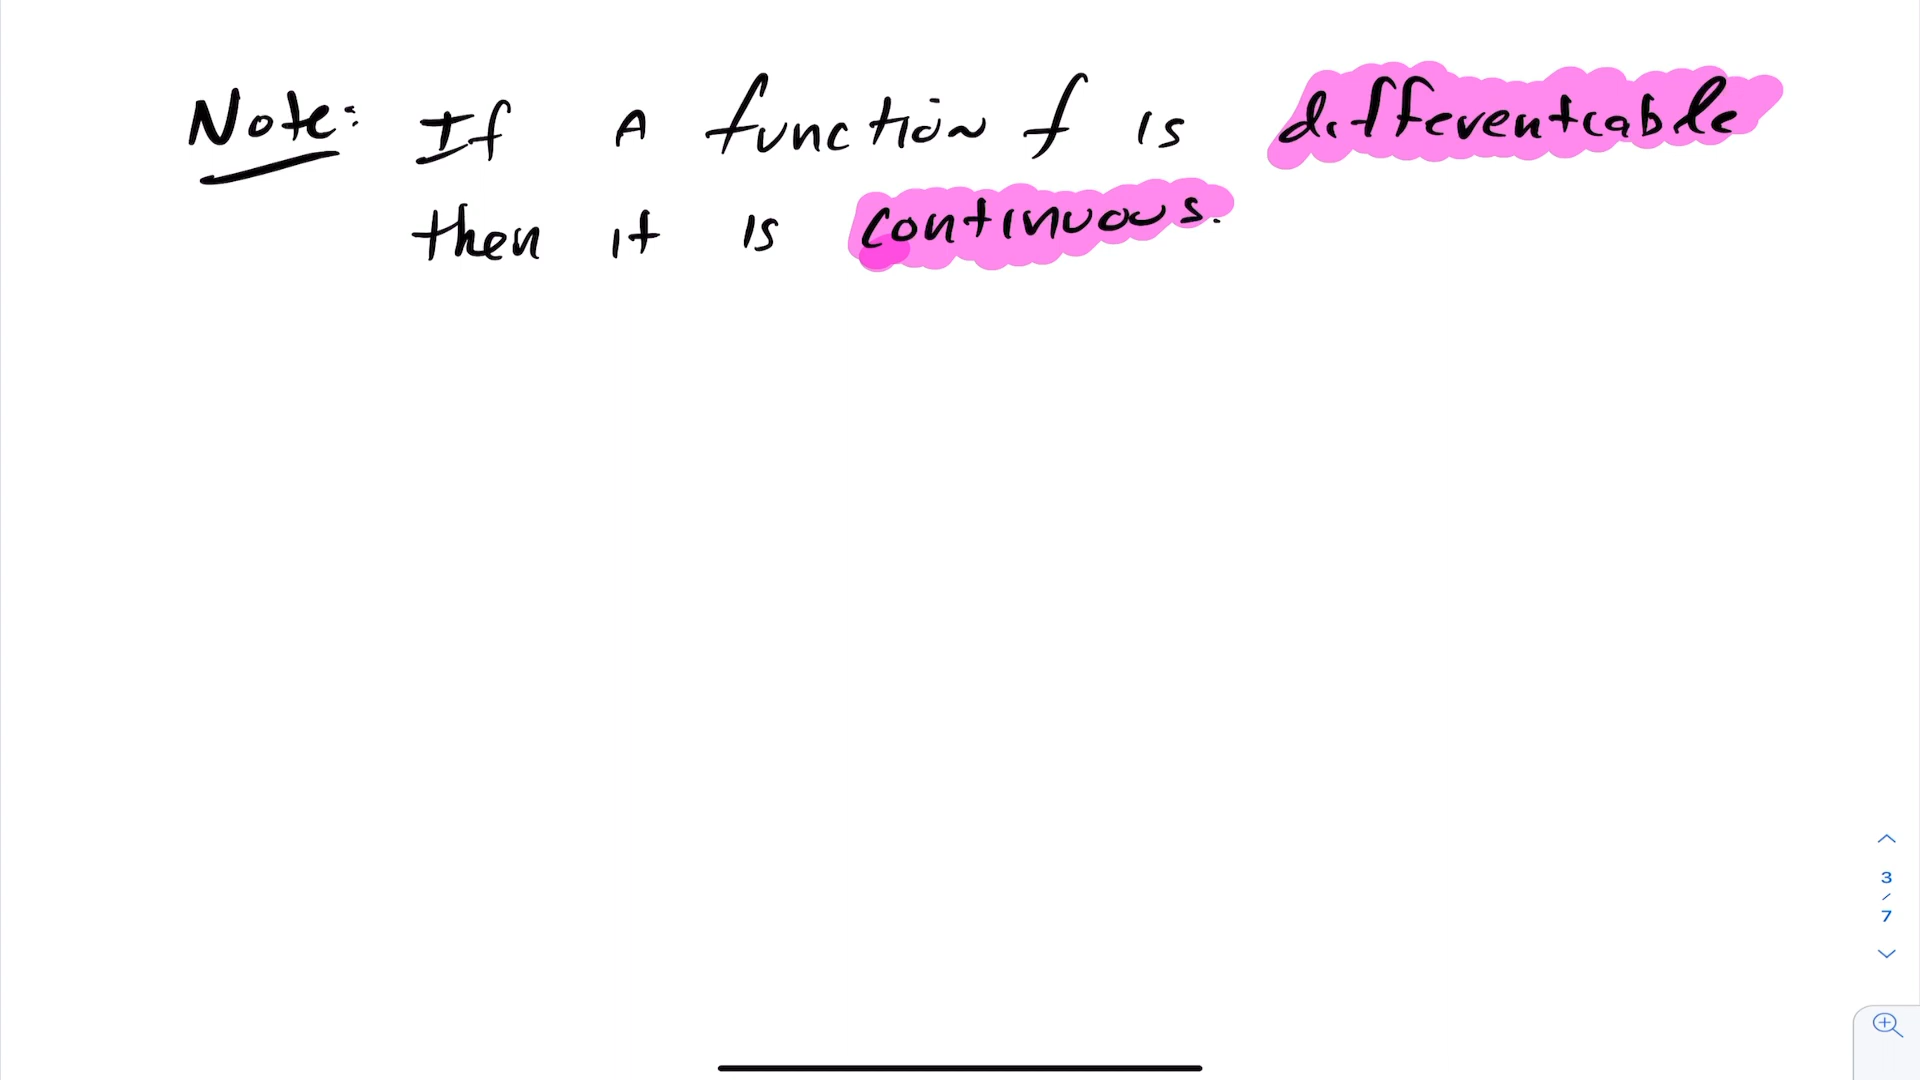 Note: If a function f is differentiable
then it is continuous.
3
/
7